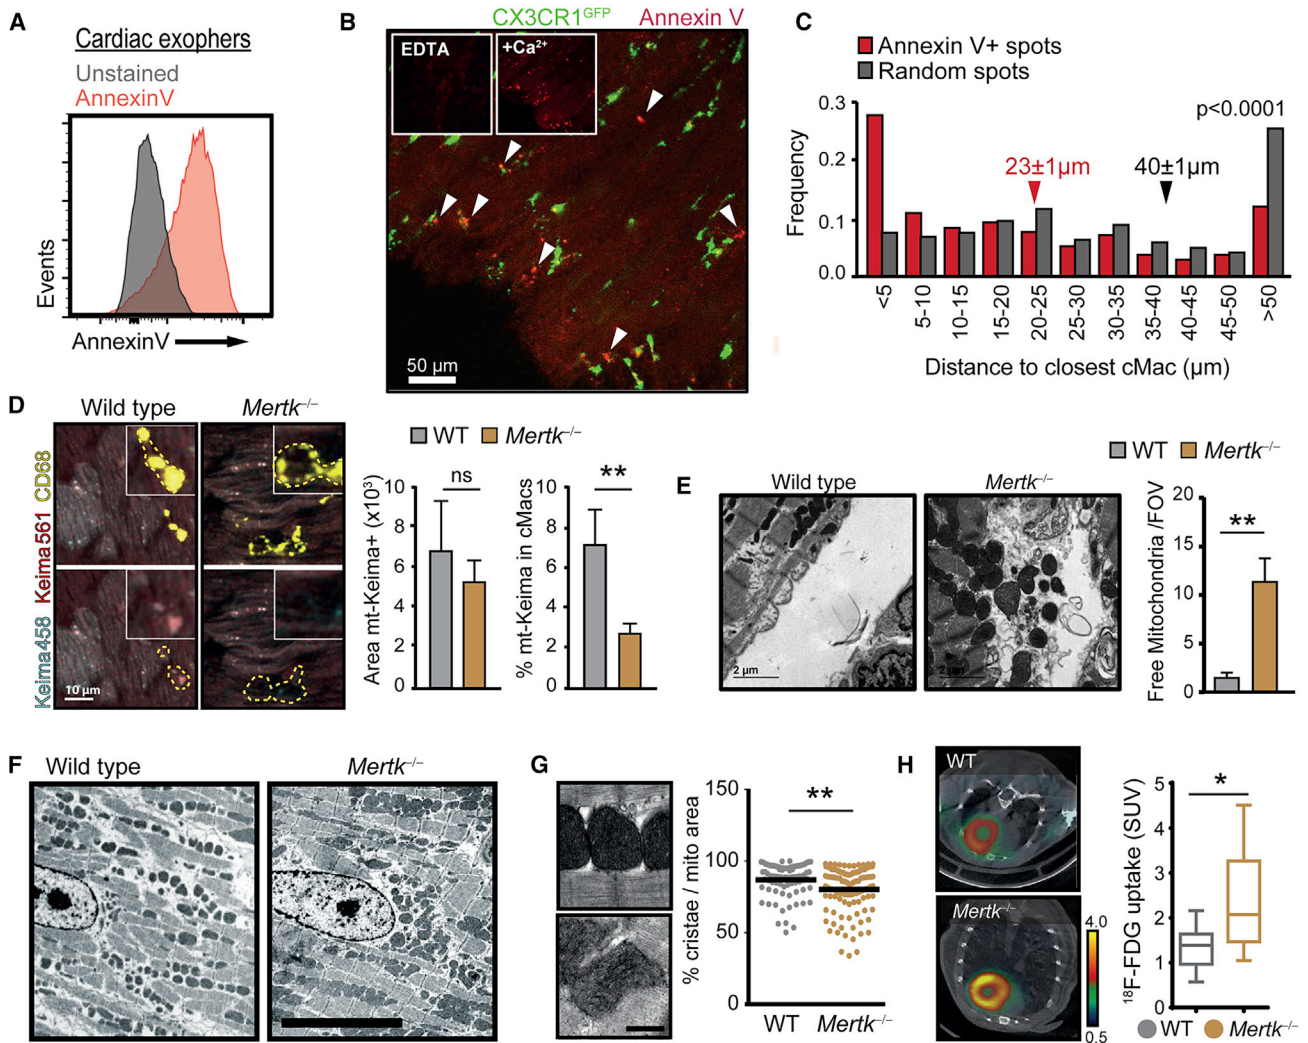 A
Cardiac exophers
Unstained
AnnexinV
Events
AnnexinV
B
CX3CR1GFP Annexin V
EDTA
+Ca2+
50 µm
C
Annexin V+ spots
Random spots
p<0.0001
Frequency
0.3
0.2
0.1
0.0
23±1µm
40±1µm
<5
5-10
10-15
15-20
20-25
25-30
30-35
35-40
40-45
45-50
>50
Distance to closest cMac (µm)
D
Wild type
Mertk–/–
Keima458 Keima561 CD68
10 µm
WT
Mertk–/–
Area mt-Keima+ (x10³)
10
8
6
4
2
0
ns
% mt-Keima in cMacs
10
8
6
4
2
0
**
E
Wild type
Mertk–/–
2 µm
2 µm
WT
Mertk–/–
Free Mitochondria /FOV
20
15
10
5
0
**
F
Wild type
Mertk–/–
G
% cristae / mito area
150
100
50
0
**
WT
Mertk–/–
H
WT
Mertk–/–
4.0
0.5
18F-FDG uptake (SUV)
5
4
3
2
1
0
*
WT
Mertk–/–